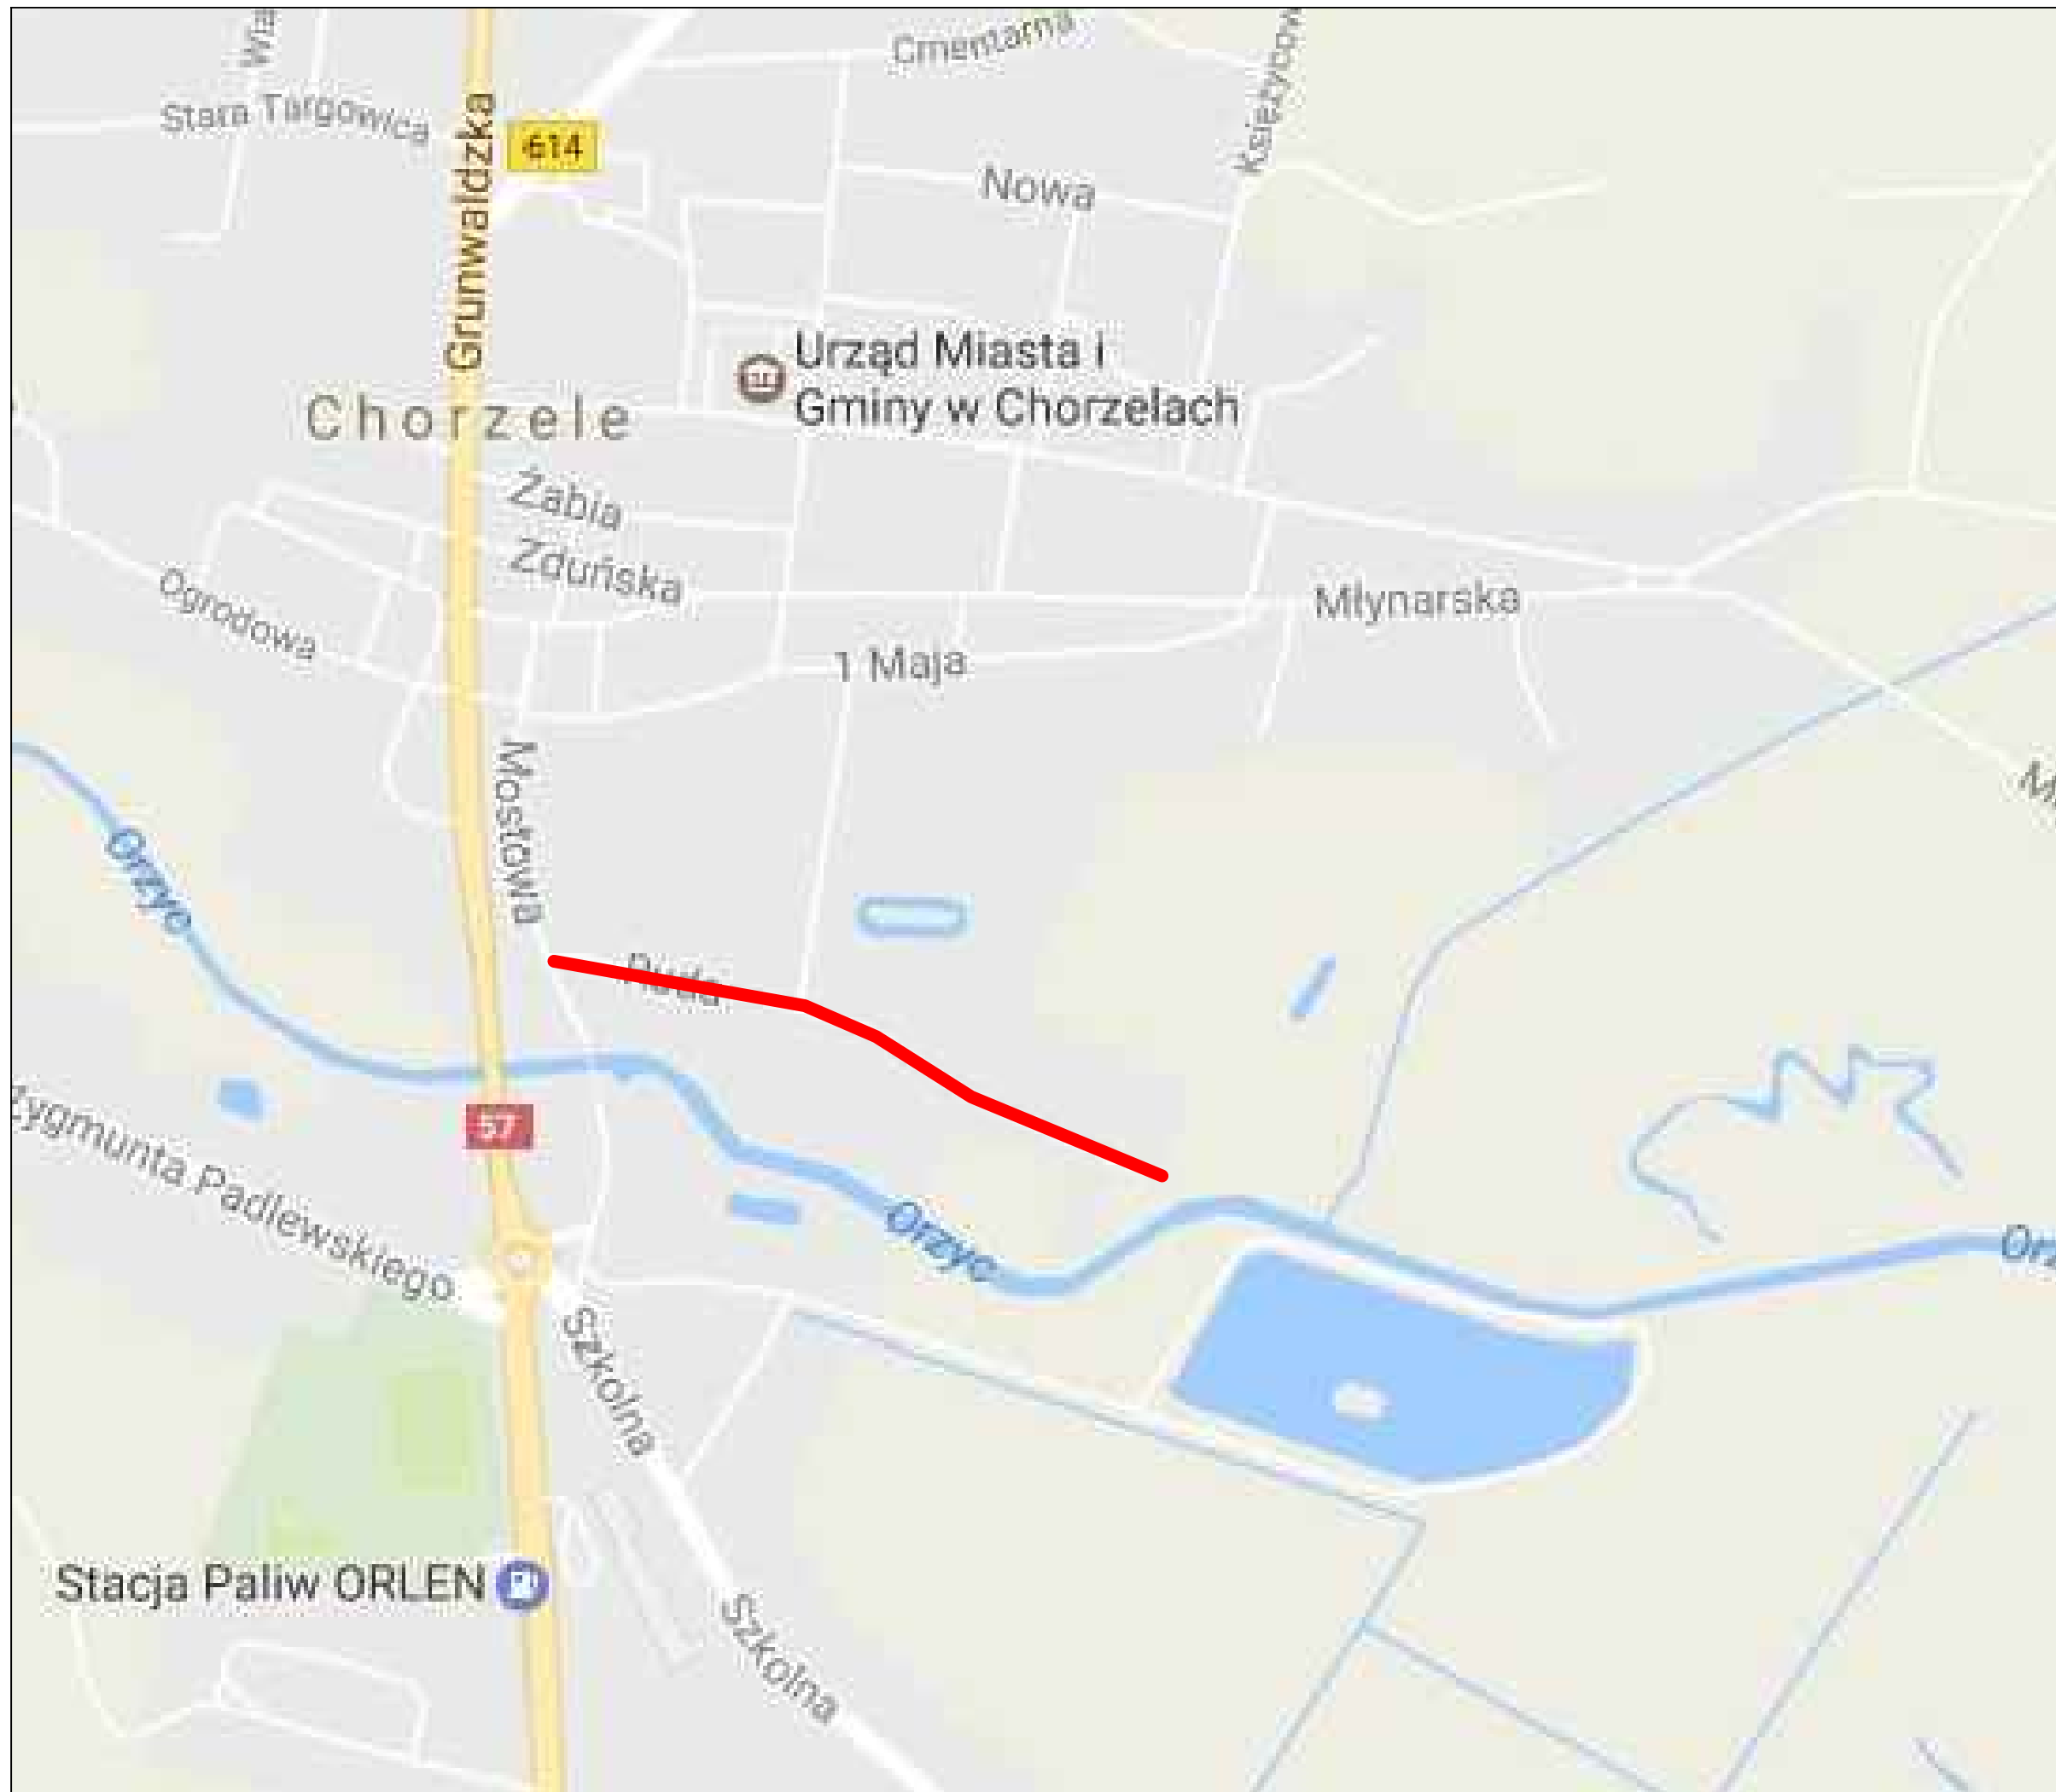 Cmentarna
Stara Targowica
Grunwaldzka
614
Nowa
Urząd Miasta i
Gminy w Chorzelach
Chorzele
Żabia
Zduńska
Ogrodowa
Młynarska
1 Maja
Mostowa
Orzyc
Ruda
57
Zygmunta Padlewskiego
Orzyc
Szkolna
Stacja Paliw ORLEN
Szkolna